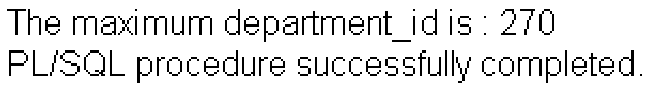 The maximum department_id is : 270
PL/SQL procedure successfully completed.